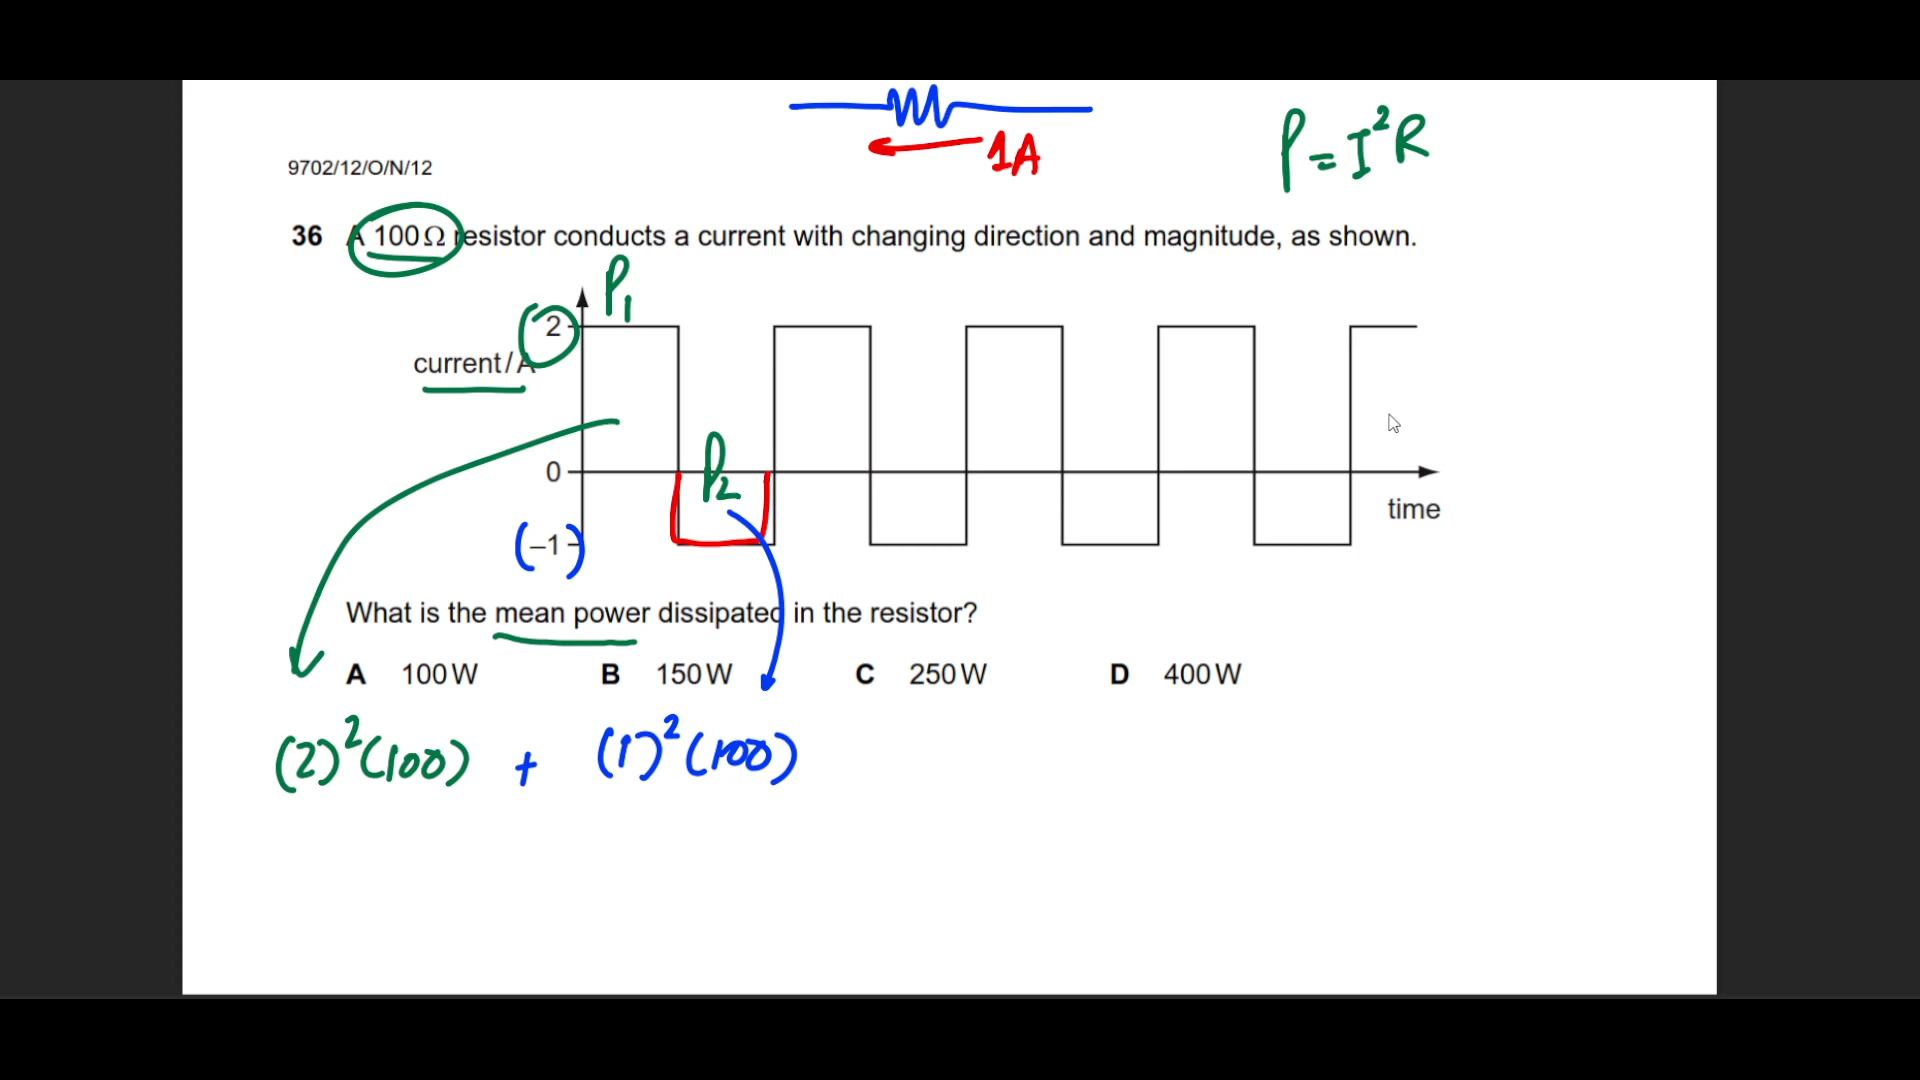 1A
P = I²R
9702/12/O/N/12
36 A 100 Ω resistor conducts a current with changing direction and magnitude, as shown.
P₁
2
current / A
P₂
0
time
(–1)
What is the mean power dissipated in the resistor?
A 100 W B 150 W C 250 W D 400 W
(2)²(100) + (1)²(100)